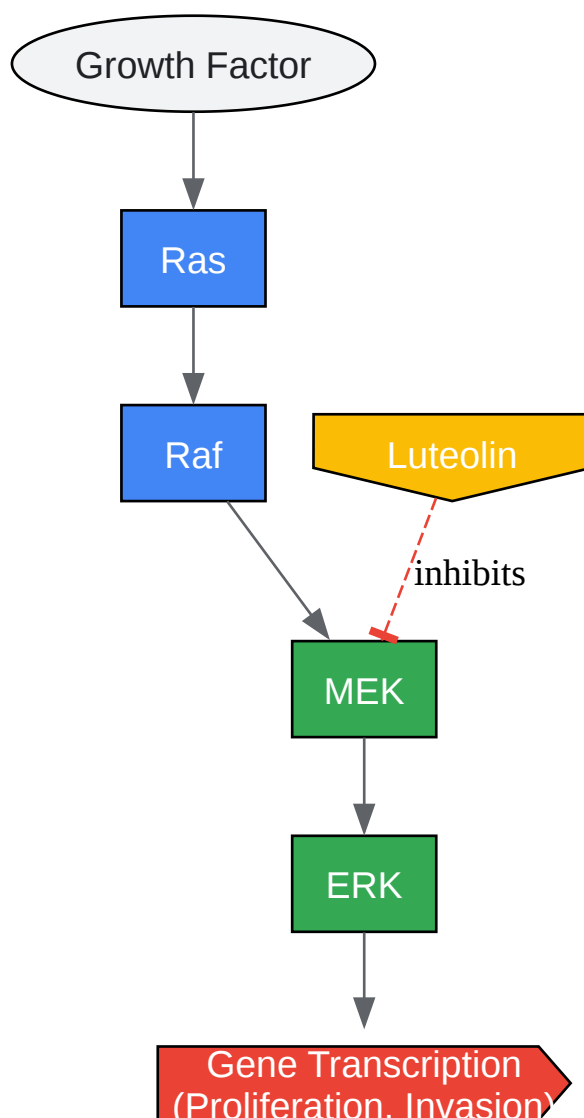 Growth Factor
Ras
Raf
Luteolin
inhibits
MEK
ERK
Gene Transcription
(Proliferation, Invasion)